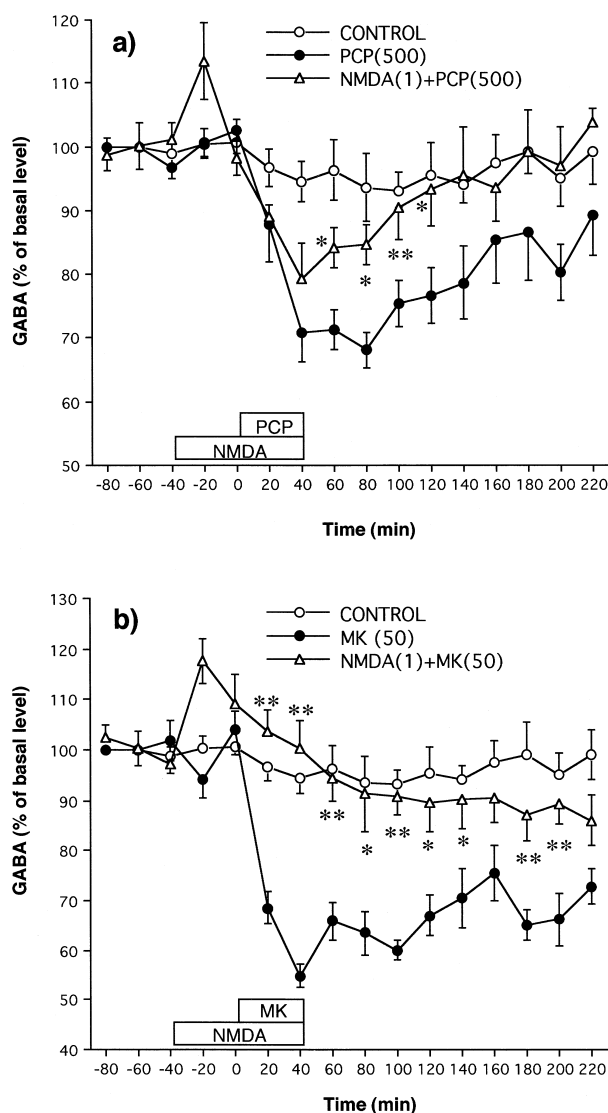 a)
CONTROL
PCP(500)
NMDA(1)+PCP(500)
GABA (% of basal level)
120
110
100
90
80
70
60
50
*
*
**
*
PCP
NMDA
-80 -60 -40 -20 0 20 40 60 80 100 120 140 160 180 200 220
Time (min)
b)
CONTROL
MK (50)
NMDA(1)+MK(50)
GABA (% of basal level)
130
120
110
100
90
80
70
60
50
40
** **
** * ** * * ** **
MK
NMDA
-80 -60 -40 -20 0 20 40 60 80 100 120 140 160 180 200 220
Time (min)